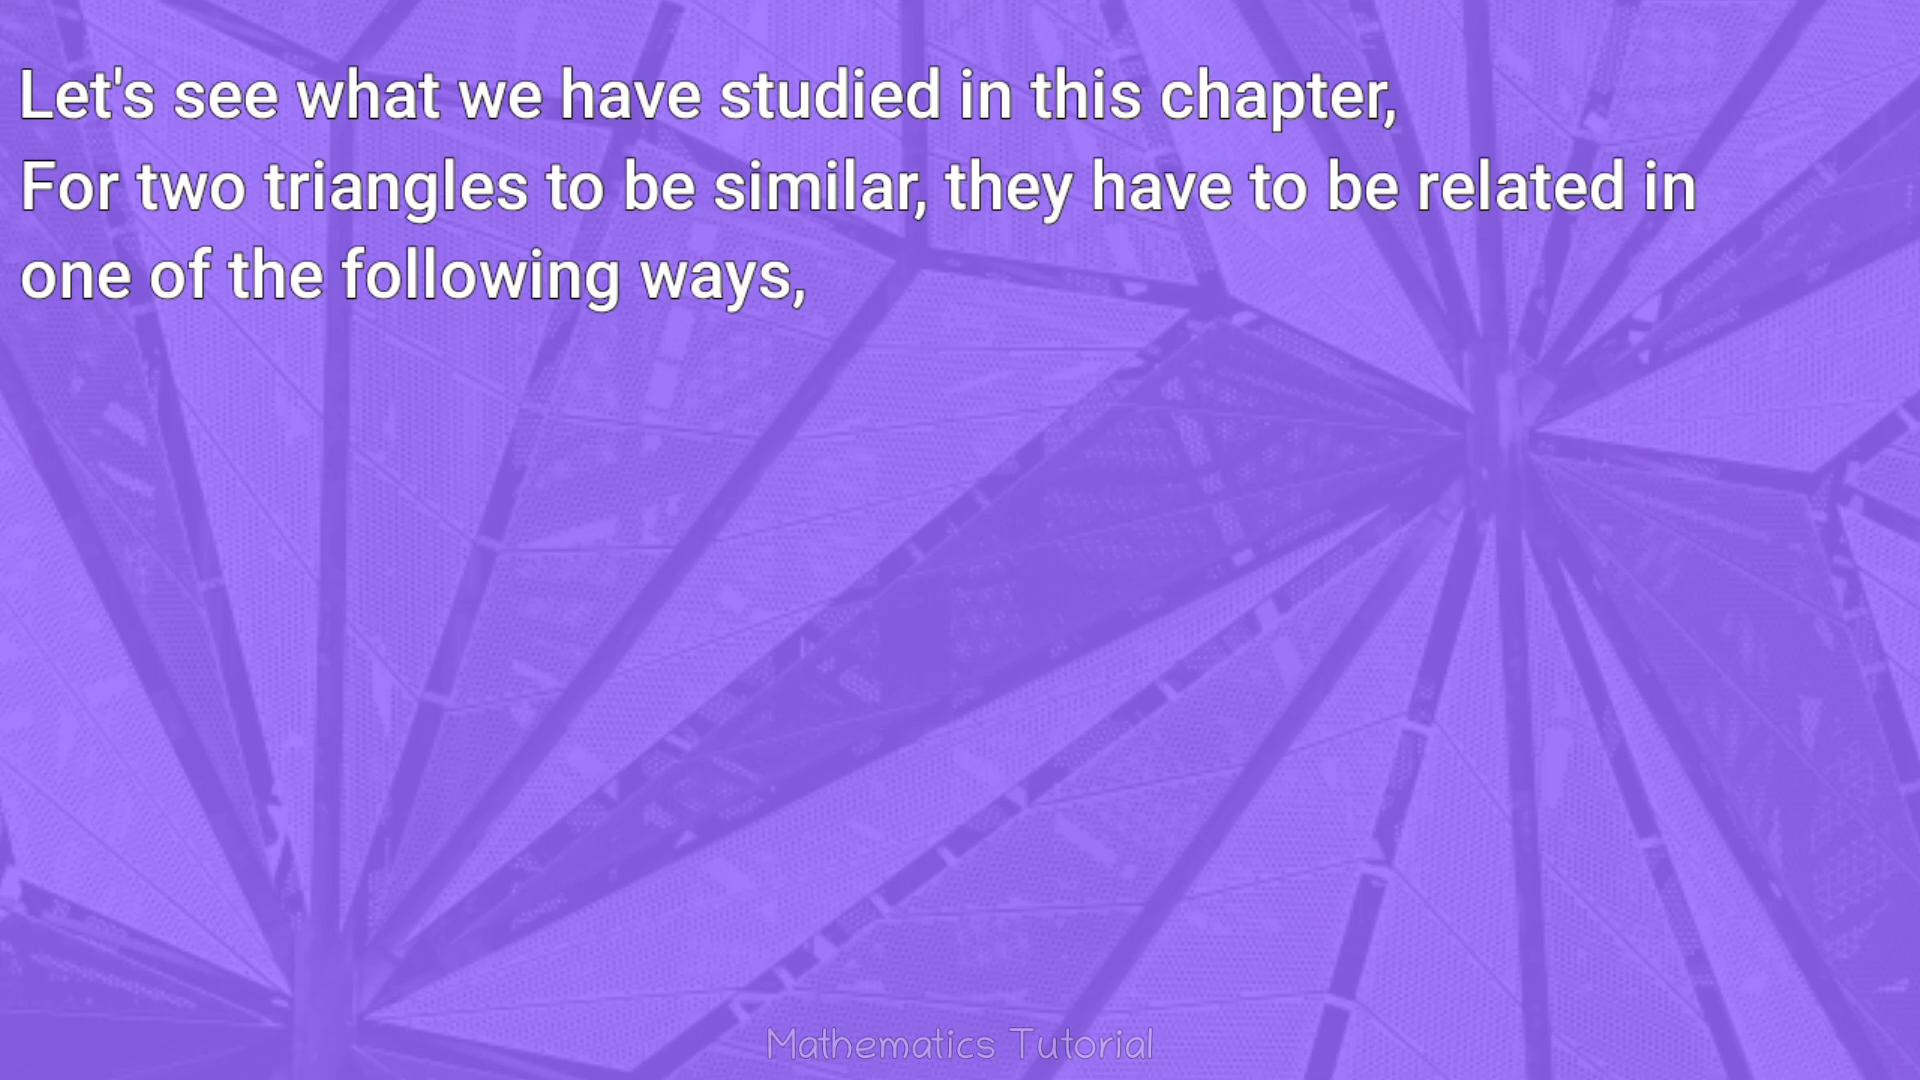 Let's see what we have studied in this chapter,
For two triangles to be similar, they have to be related in
one of the following ways,
Mathematics Tutorial